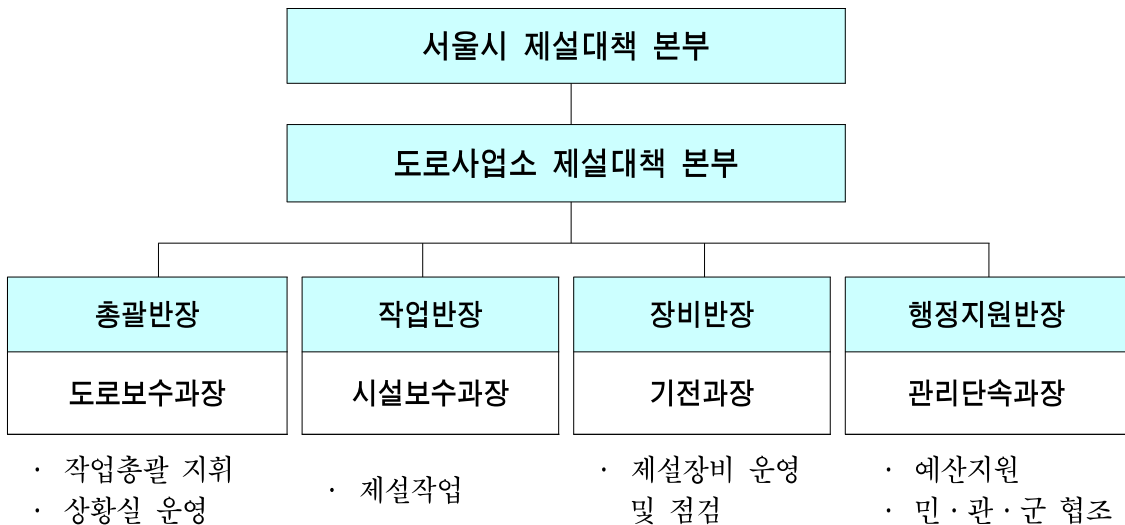 서울시 제설대책 본부
도로사업소 제설대책 본부
총괄반장
도로보수과장
· 작업총괄 지휘
· 상황실 운영
작업반장
시설보수과장
· 제설작업
장비반장
기전과장
· 제설장비 운영
및 점검
행정지원반장
관리단속과장
· 예산지원
· 민·관·군 협조